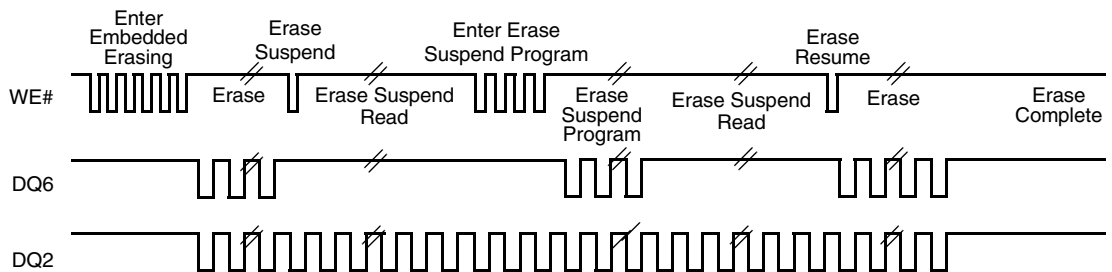 Enter
Embedded
Erasing
Erase
Suspend
Enter Erase
Suspend Program
Erase
Resume
WE#
Erase
Erase Suspend
Read
Erase
Suspend
Program
Erase Suspend
Read
Erase
Erase
Complete
DQ6
DQ2